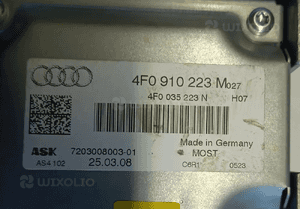 4F0 910 223 M027
4F0 035 223 N H07
Made in Germany
ASK 7203008003-01 MOST
AS4 102 25.03.08 C6R1 0523
WIXOLIO
WIXOLIO